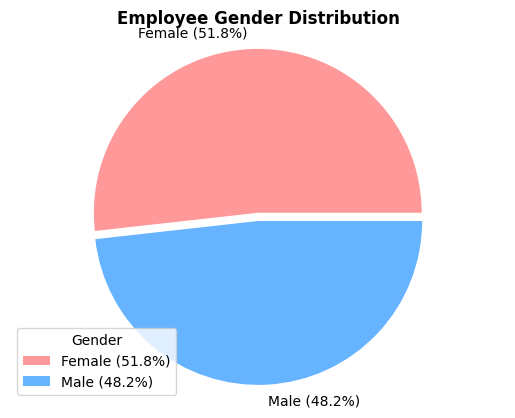 Employee Gender Distribution
Female (51.8%)
Gender
Female (51.8%)
Male (48.2%)
Male (48.2%)